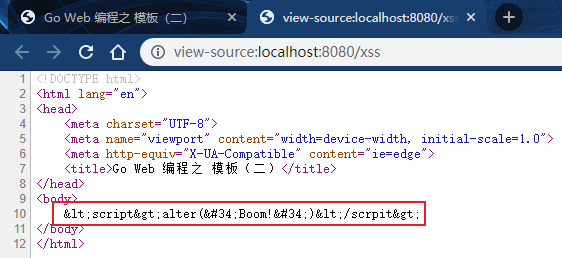 Go Web 编程之 模板（二）
view-source:localhost:8080/xss
view-source:localhost:8080/xss
1 <!DOCTYPE html>
2 <html lang="en">
3 <head>
4 <meta charset="UTF-8">
5 <meta name="viewport" content="width=device-width, initial-scale=1.0">
6 <meta http-equiv="X-UA-Compatible" content="ie=edge">
7 <title>Go Web 编程之 模板（二）</title>
8 </head>
9 <body>
10 &lt;script&gt;alter(&#34;Boom!&#34;)&lt;/scrpit&gt;
11 </body>
12 </html>